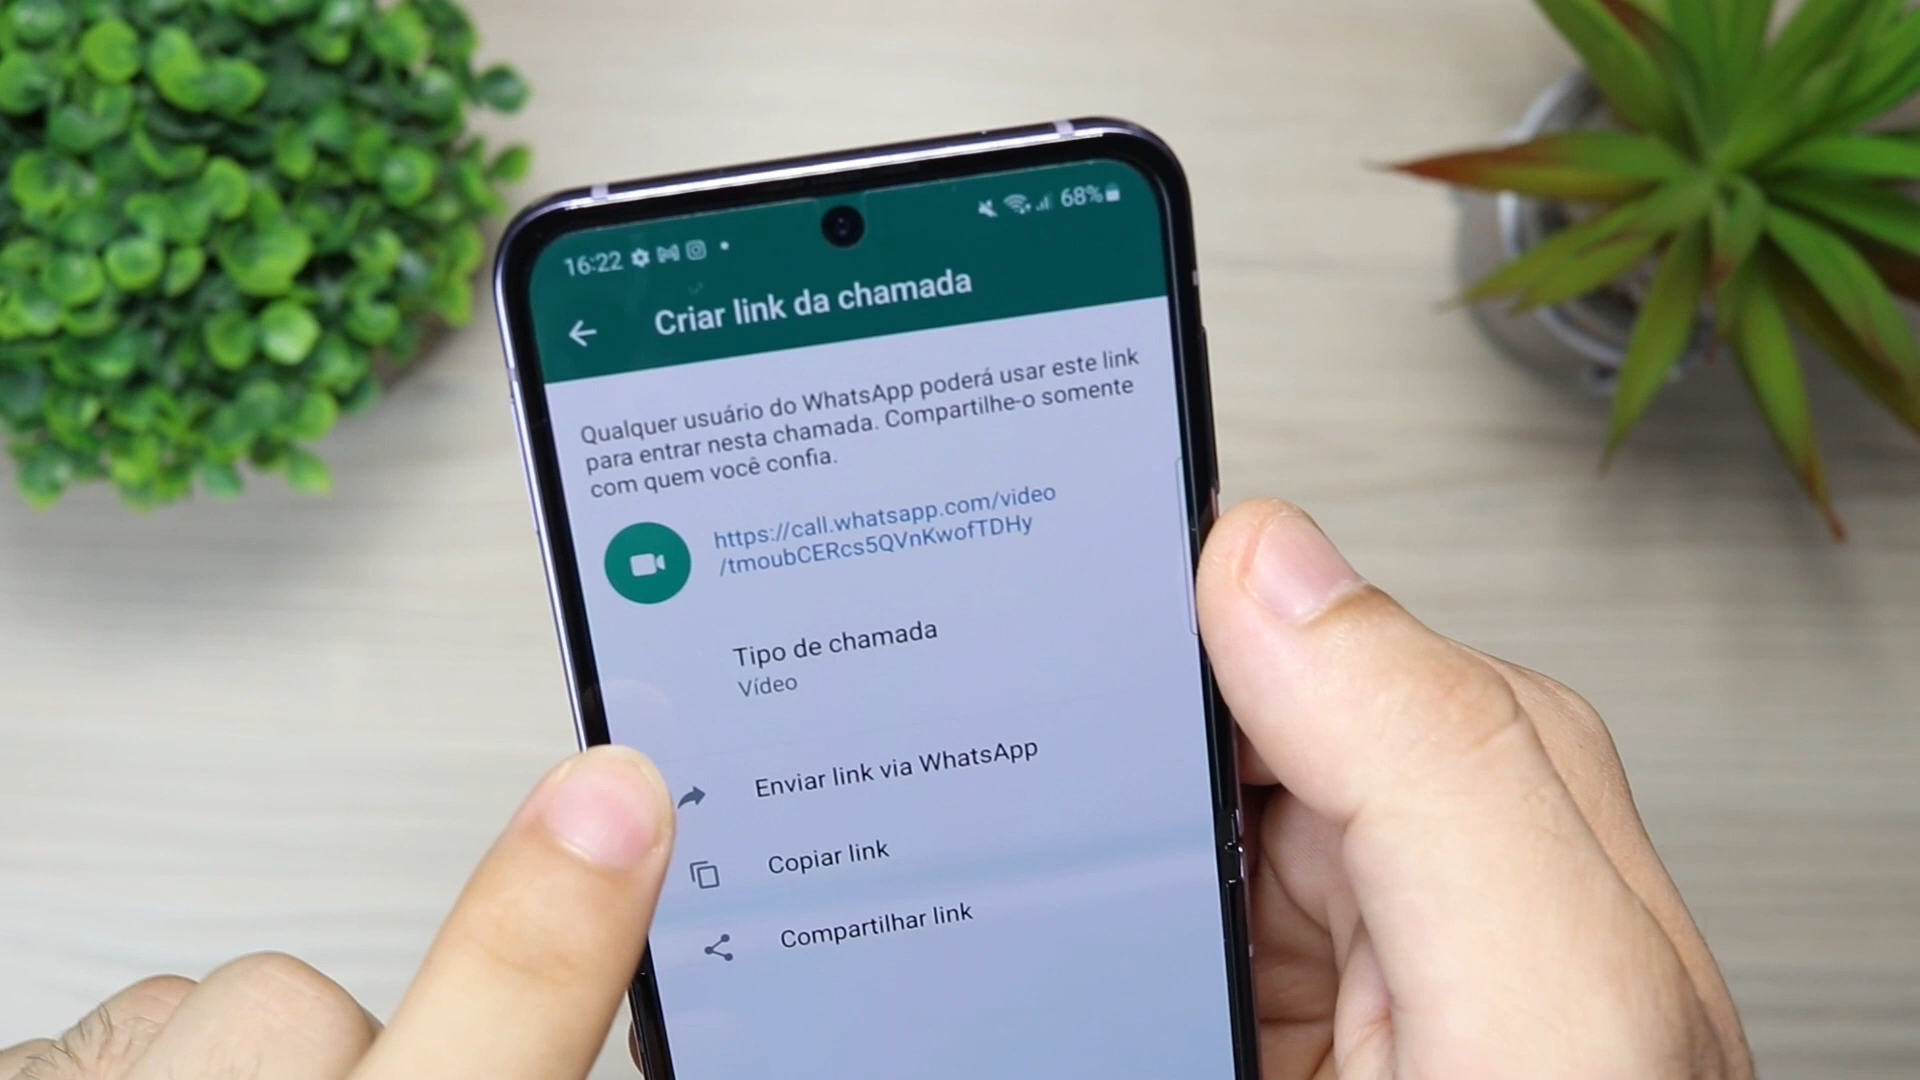 16:22
68%
Criar link da chamada
Qualquer usuário do WhatsApp poderá usar este link
para entrar nesta chamada. Compartilhe-o somente
com quem você confia.
https://call.whatsapp.com/video
/tmoubCERcs5QVnKwofTDHy
Tipo de chamada
Vídeo
Enviar link via WhatsApp
Copiar link
Compartilhar link